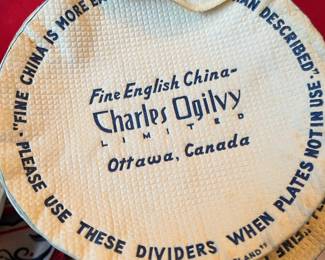 "FINE CHINA IS MORE EA
AN DESCRIBED"
Fine English China-
Charles Ogilvy
LIMITED
Ottawa, Canada
PLEASE USE THESE DIVIDERS WHEN PLATES NOT IN USE